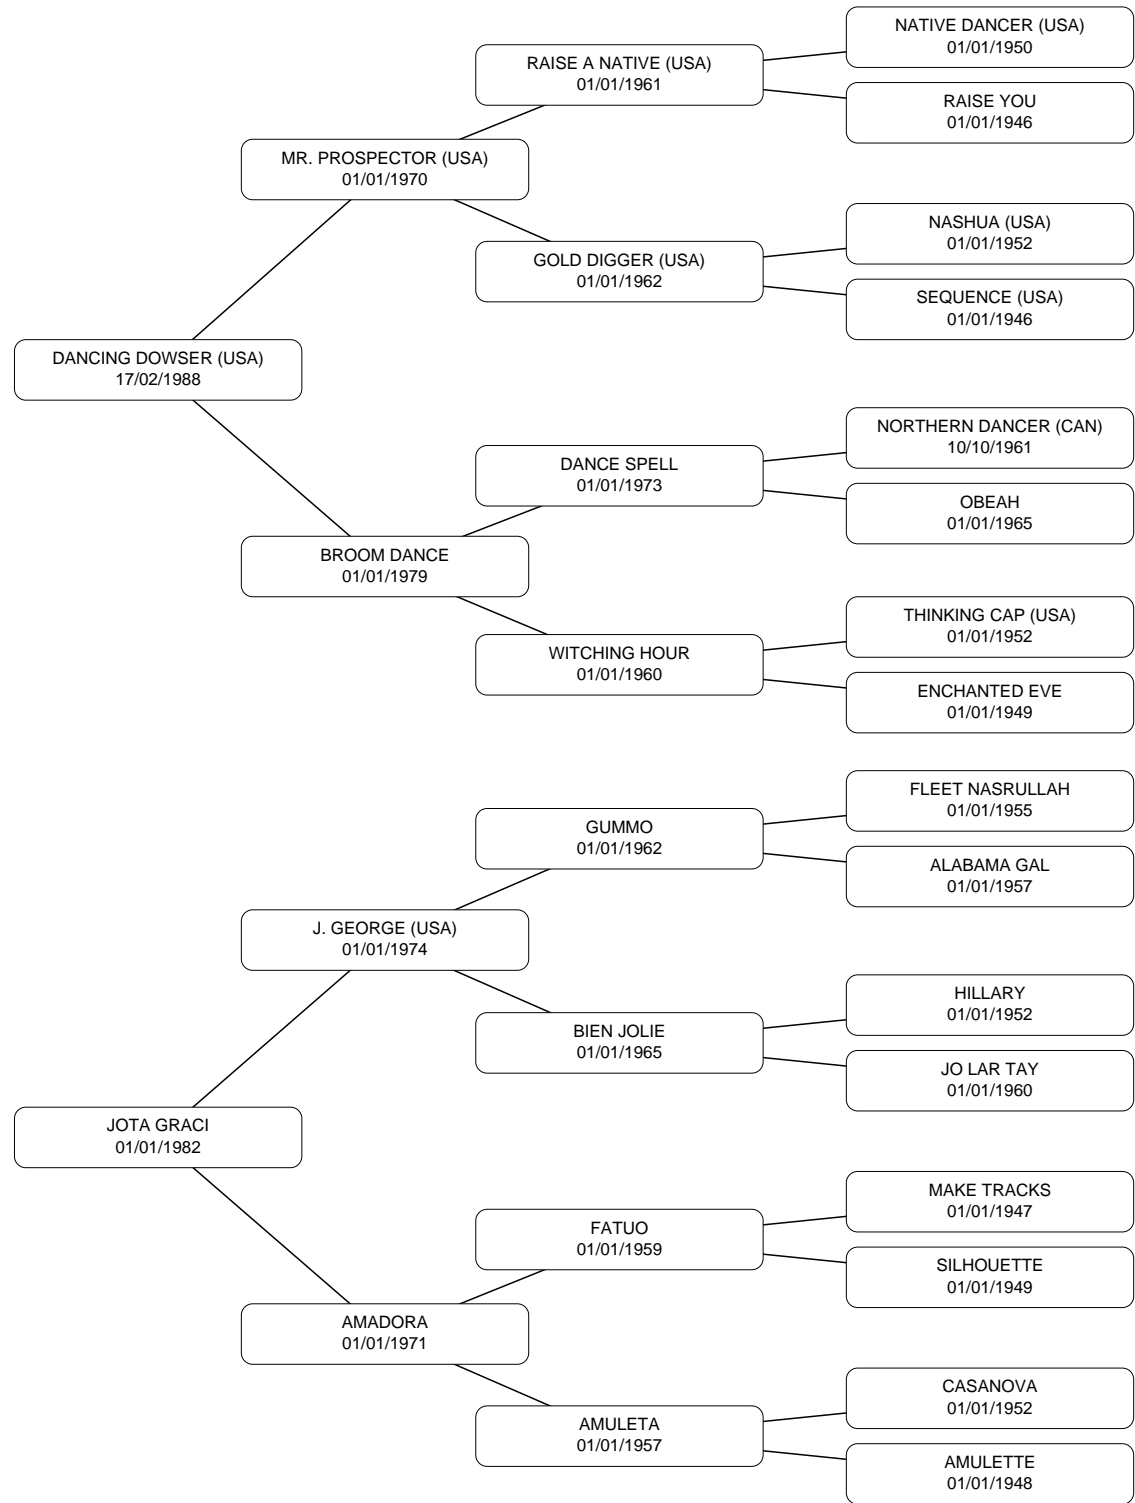 NATIVE DANCER (USA)
01/01/1950
RAISE A NATIVE (USA)
01/01/1961
RAISE YOU
01/01/1946
MR. PROSPECTOR (USA)
01/01/1970
NASHUA (USA)
01/01/1952
GOLD DIGGER (USA)
01/01/1962
SEQUENCE (USA)
01/01/1946
DANCING DOWSER (USA)
17/02/1988
NORTHERN DANCER (CAN)
10/10/1961
DANCE SPELL
01/01/1973
OBEAH
01/01/1965
BROOM DANCE
01/01/1979
THINKING CAP (USA)
01/01/1952
WITCHING HOUR
01/01/1960
ENCHANTED EVE
01/01/1949
FLEET NASRULLAH
01/01/1955
GUMMO
01/01/1962
ALABAMA GAL
01/01/1957
J. GEORGE (USA)
01/01/1974
HILLARY
01/01/1952
BIEN JOLIE
01/01/1965
JO LAR TAY
01/01/1960
JOTA GRACI
01/01/1982
MAKE TRACKS
01/01/1947
FATUO
01/01/1959
SILHOUETTE
01/01/1949
AMADORA
01/01/1971
CASANOVA
01/01/1952
AMULETA
01/01/1957
AMULETTE
01/01/1948